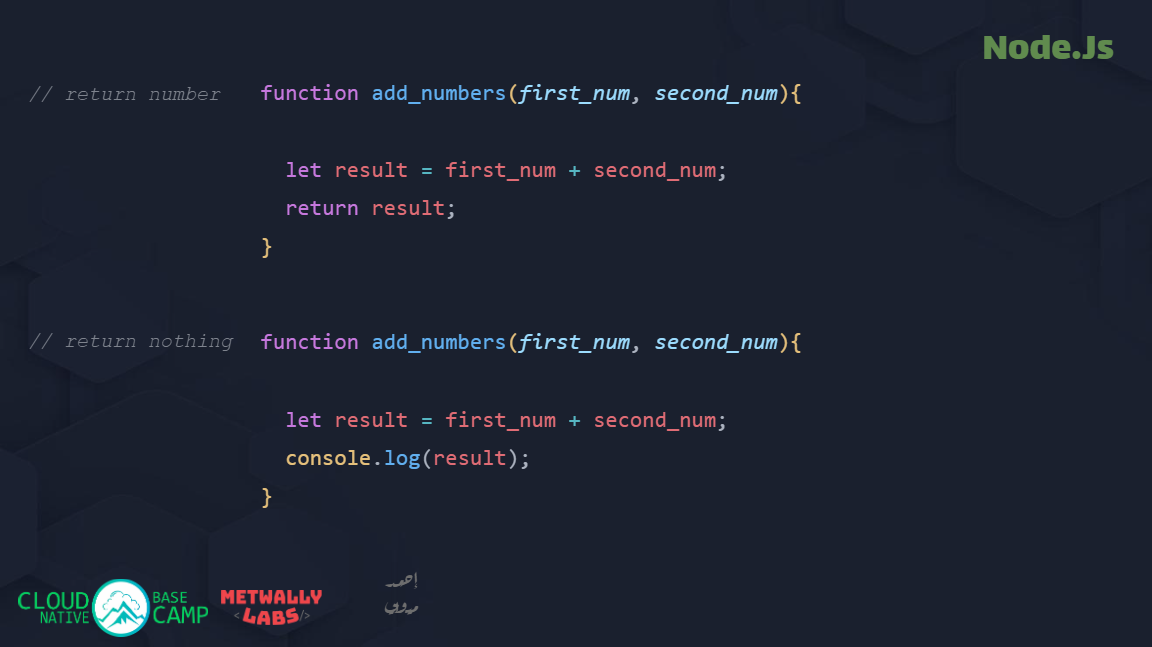 Node.Js
// return number function add_numbers(first_num, second_num){
let result = first_num + second_num;
return result;
}
// return nothing function add_numbers(first_num, second_num){
let result = first_num + second_num;
console.log(result);
}
CLOUD NATIVE BASE CAMP
METWALLY
<LABS/>